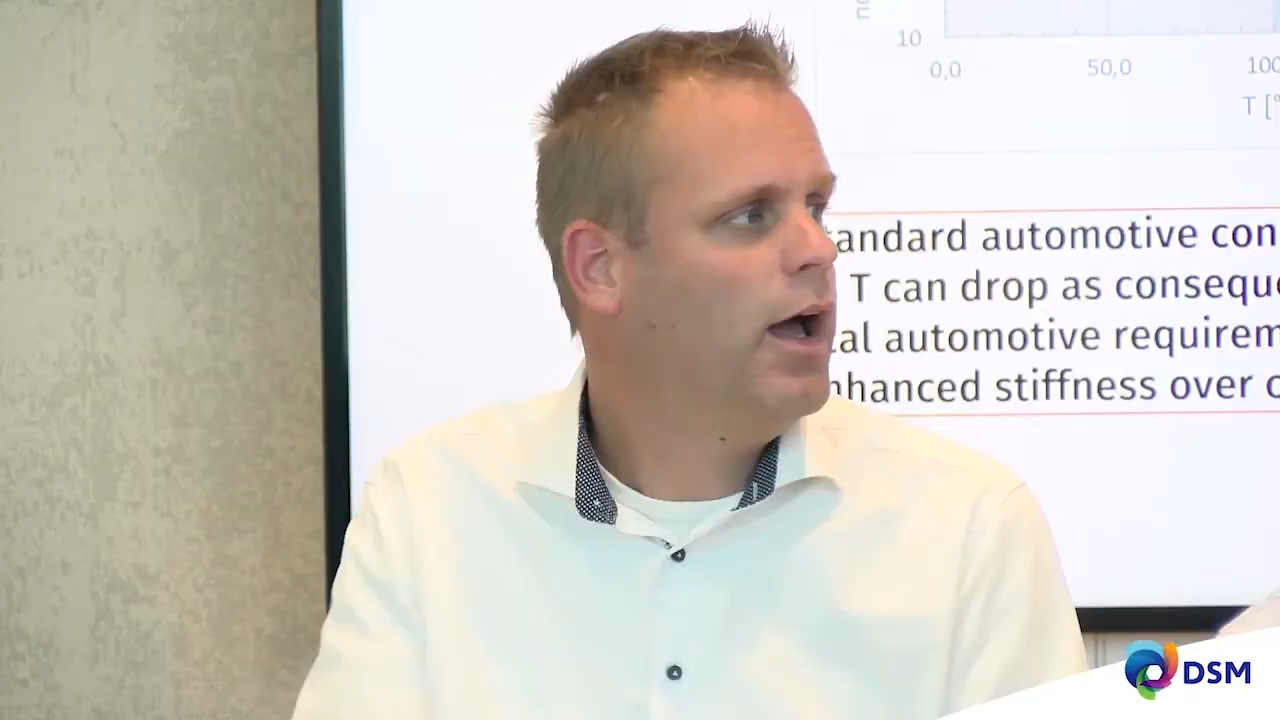 10
0,0 50,0 100
T [°
andard automotive con
T can drop as conseque
al automotive requirem
nhanced stiffness over
DSM